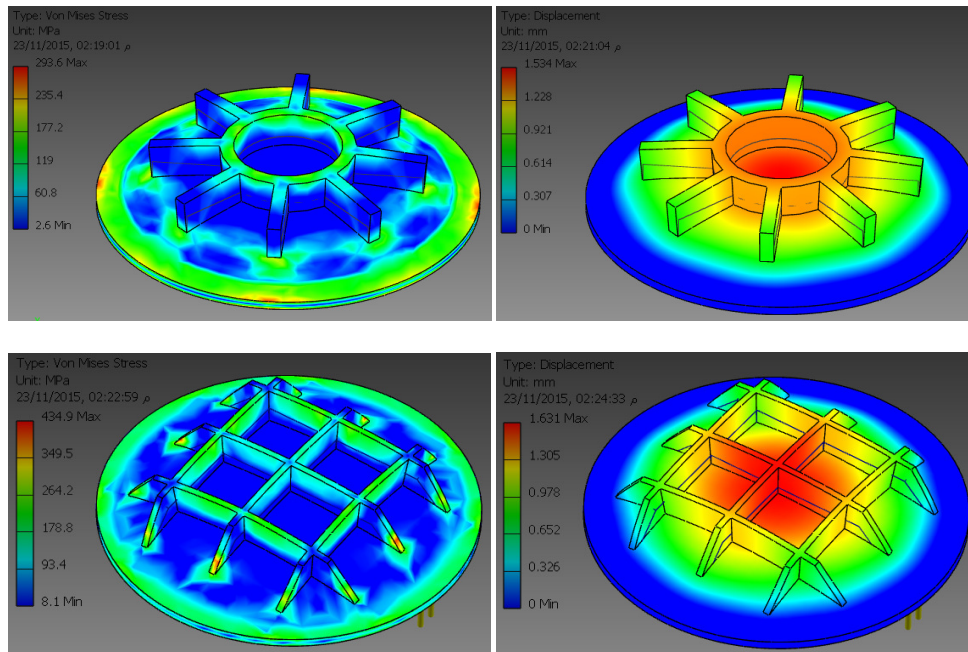 Type: Von Mises Stress
Unit: MPa
23/11/2015, 02:19:01 م
293.6 Max
235.4
177.2
119
60.8
2.6 Min
Type: Displacement
Unit: mm
23/11/2015, 02:21:04 م
1.534 Max
1.228
0.921
0.614
0.307
0 Min
Type: Von Mises Stress
Unit: MPa
23/11/2015, 02:22:59 م
434.9 Max
349.5
264.2
178.8
93.4
8.1 Min
Type: Displacement
Unit: mm
23/11/2015, 02:24:33 م
1.631 Max
1.305
0.978
0.652
0.326
0 Min